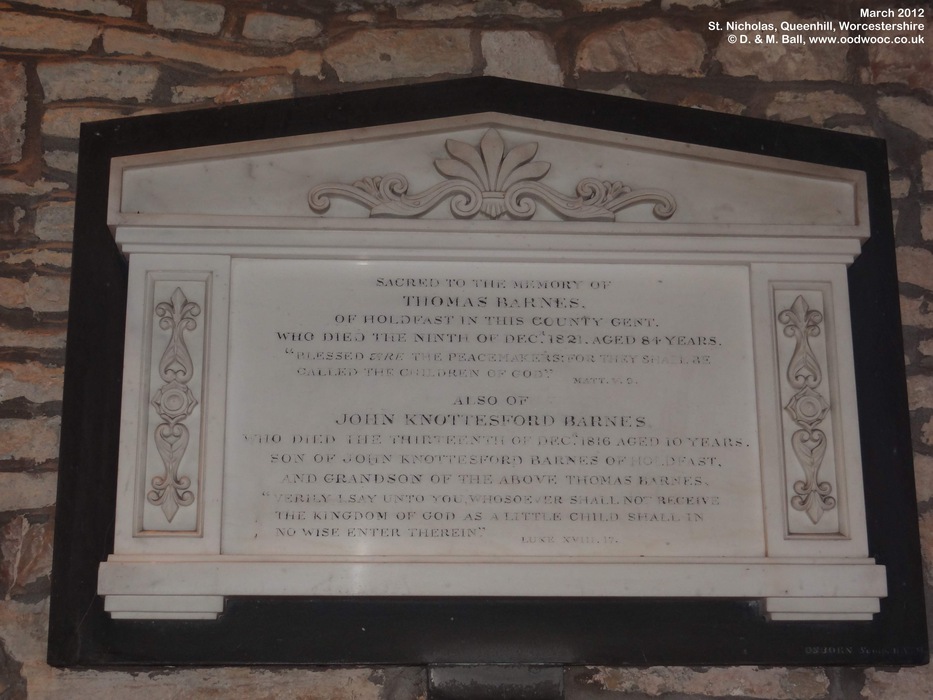 March 2012
St. Nicholas, Queenhill, Worcestershire
© D. & M. Ball, www.oodwooc.co.uk
SACRED TO THE MEMORY OF
THOMAS BARNES,
OF HOLDFAST IN THIS COUNTY GENT.
WHO DIED THE NINTH OF DECR. 1821. AGED 84 YEARS.
"BLESSED ARE THE PEACEMAKERS: FOR THEY SHALL BE
CALLED THE CHILDREN OF GOD."
MATT. V. 9.
ALSO OF
JOHN KNOTTESFORD BARNES
WHO DIED THE THIRTEENTH OF DECR. 1816 AGED 10 YEARS.
SON OF JOHN KNOTTESFORD BARNES OF HOLDFAST,
AND GRANDSON OF THE ABOVE THOMAS BARNES,
"VERILY I SAY UNTO YOU, WHOSOEVER SHALL NOT RECEIVE
THE KINGDOM OF GOD AS A LITTLE CHILD SHALL IN
NO WISE ENTER THEREIN."
LUKE XVIII. 17.